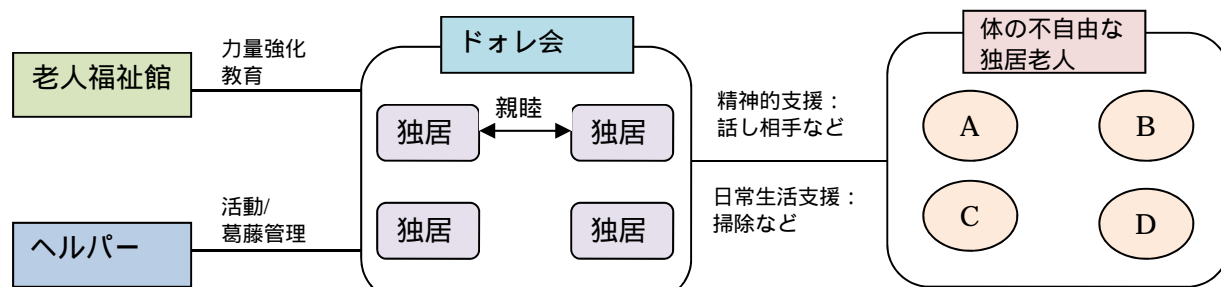 老人福祉館
力量強化
教育
ヘルパー
活動/
葛藤管理
ドォレ会
独居
親睦
独居
独居
独居
精神的支援：
話し相手など
日常生活支援：
掃除など
体の不自由な
独居老人
A
B
C
D